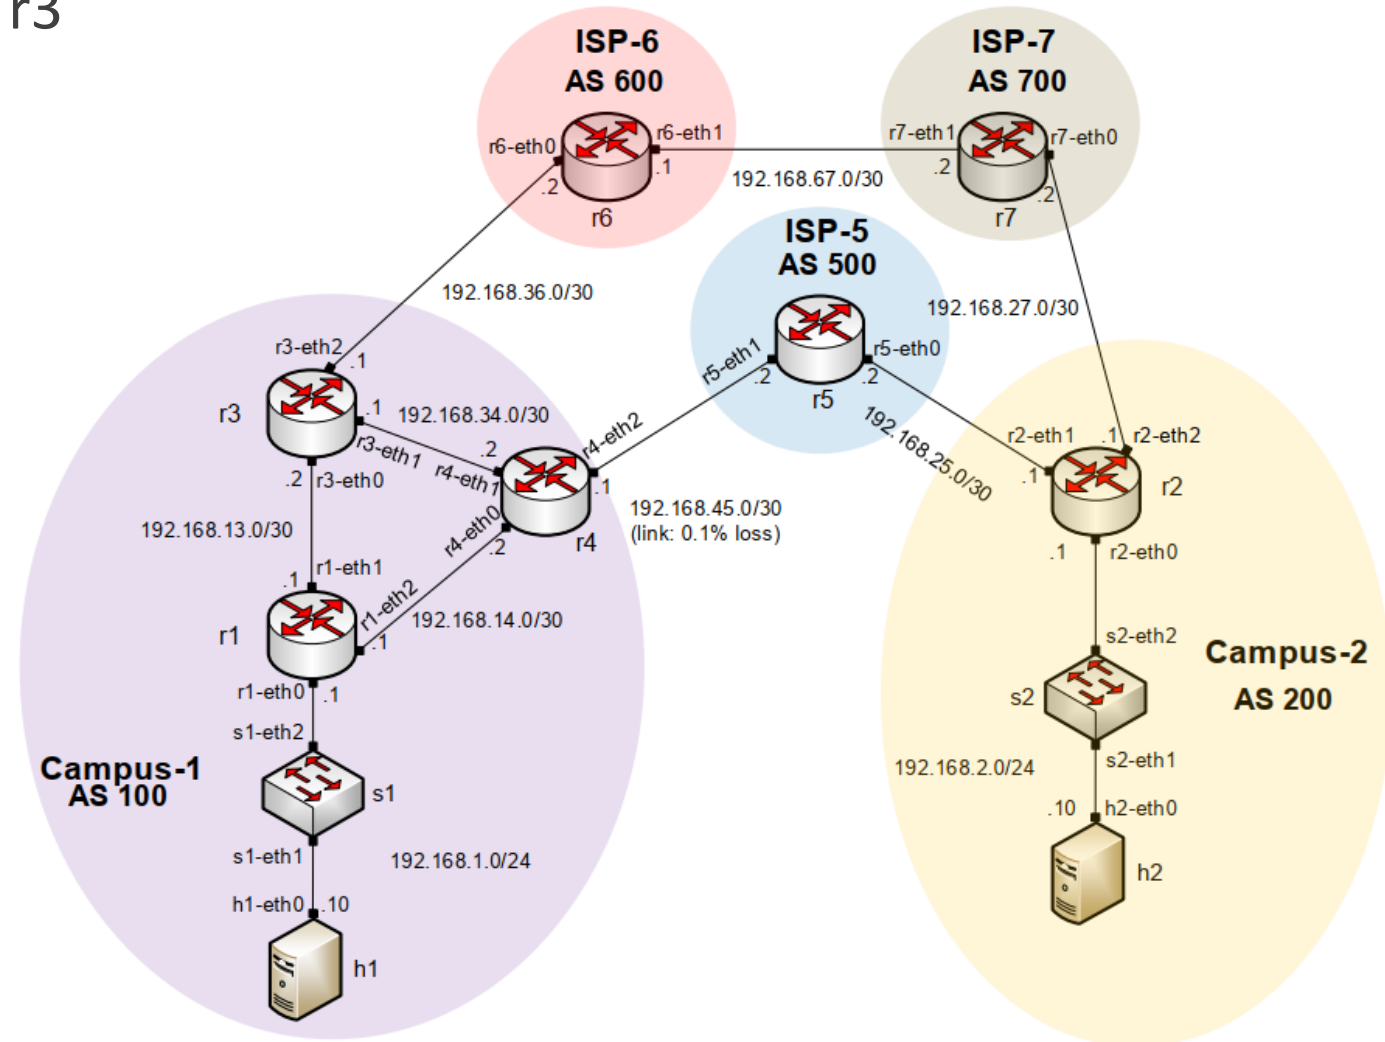 r3
ISP-6
AS 600
ISP-7
AS 700
r6-eth0
r6-eth1
r7-eth1
r7-eth0
.2
.1
192.168.67.0/30
.2
.2
r6
r7
ISP-5
AS 500
192.168.36.0/30
192.168.27.0/30
r3-eth2
.1
r5-eth1
r5-eth0
.2
.2
r5
r3
.1
192.168.34.0/30
r3-eth1
.2
r4-eth1
r4-eth2
192.168.25.0/30
r2-eth1
.1
r2-eth2
.1
r2
.2
r3-eth0
.1
192.168.45.0/30
(link: 0.1% loss)
192.168.13.0/30
r4-eth0
.2
r4
.1
r2-eth0
.1
r1-eth1
r1-eth2
192.168.14.0/30
r1
.1
s2-eth2
Campus-2
AS 200
r1-eth0
.1
s2
s1-eth2
Campus-1
AS 100
s1
192.168.2.0/24
s2-eth1
.10
h2-eth0
s1-eth1
192.168.1.0/24
h2
h1-eth0
.10
h1